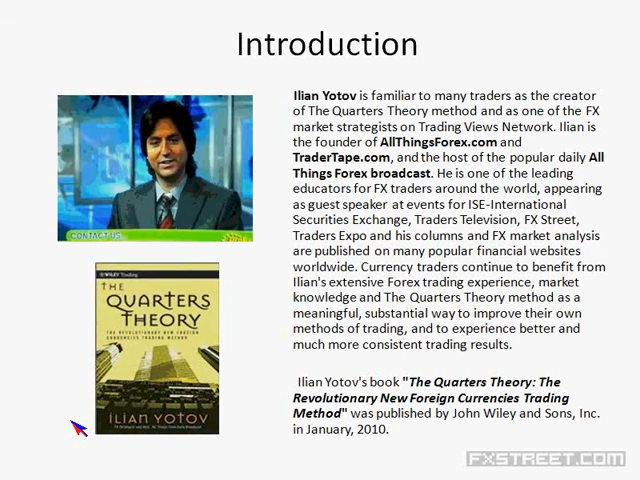 Introduction
Ilian Yotov is familiar to many traders as the creator
of The Quarters Theory method and as one of the FX
market strategists on Trading Views Network. Ilian is
the founder of AllThingsForex.com and
TraderTape.com, and the host of the popular daily All
Things Forex broadcast. He is one of the leading
educators for FX traders around the world, appearing
as guest speaker at events for ISE-International
Securities Exchange, Traders Television, FX Street,
Traders Expo and his columns and FX market analysis
are published on many popular financial websites
worldwide. Currency traders continue to benefit from
Ilian's extensive Forex trading experience, market
knowledge and The Quarters Theory method as a
meaningful, substantial way to improve their own
methods of trading, and to experience better and
much more consistent trading results.
Ilian Yotov's book "The Quarters Theory: The
Revolutionary New Foreign Currencies Trading
Method" was published by John Wiley and Sons, Inc.
in January, 2010.
CONTACT US
WILEY Trading
THE
QUARTERS
THEORY
THE REVOLUTIONARY NEW FOREIGN
CURRENCIES TRADING METHOD
ILIAN YOTOV
FXSTREET.COM